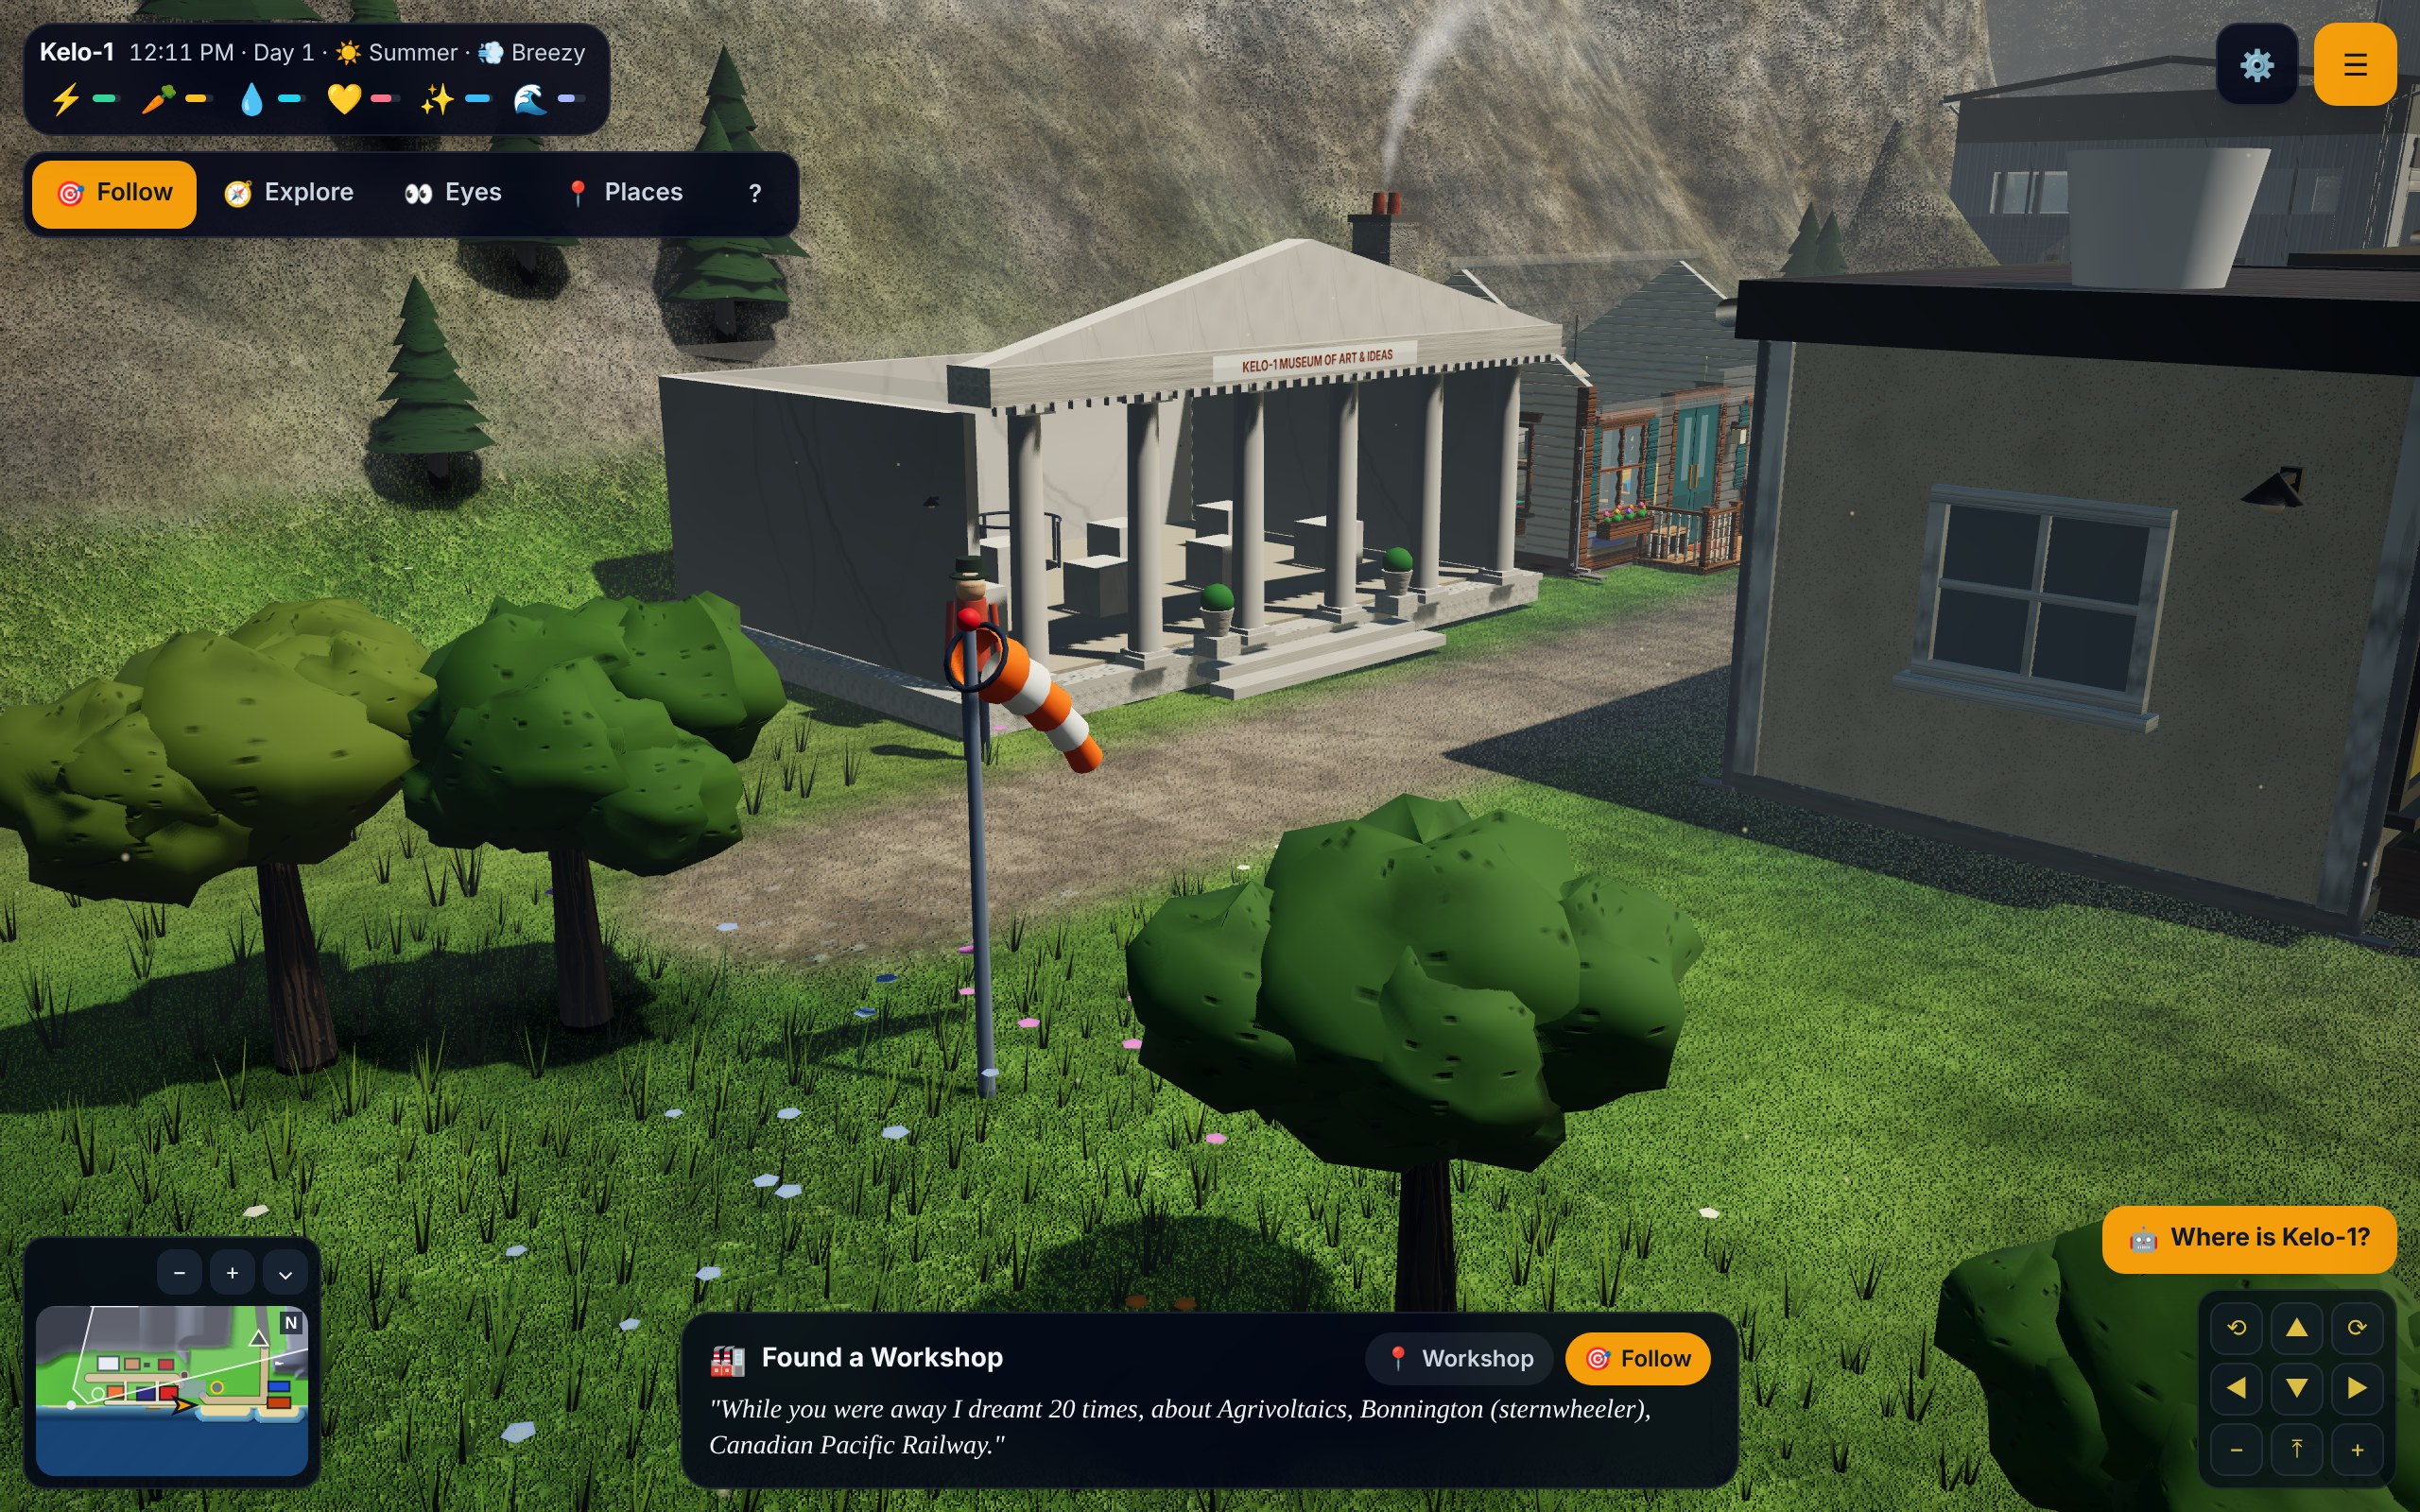 Kelo-1 12:11 PM · Day 1 · ☀️ Summer · 💨 Breezy
Follow Explore Eyes Places ?
KELO-1 MUSEUM OF ART & IDEAS
Where is Kelo-1?
N
Found a Workshop
Workshop Follow
"While you were away I dreamt 20 times, about Agrivoltaics, Bonnington (sternwheeler),
Canadian Pacific Railway."